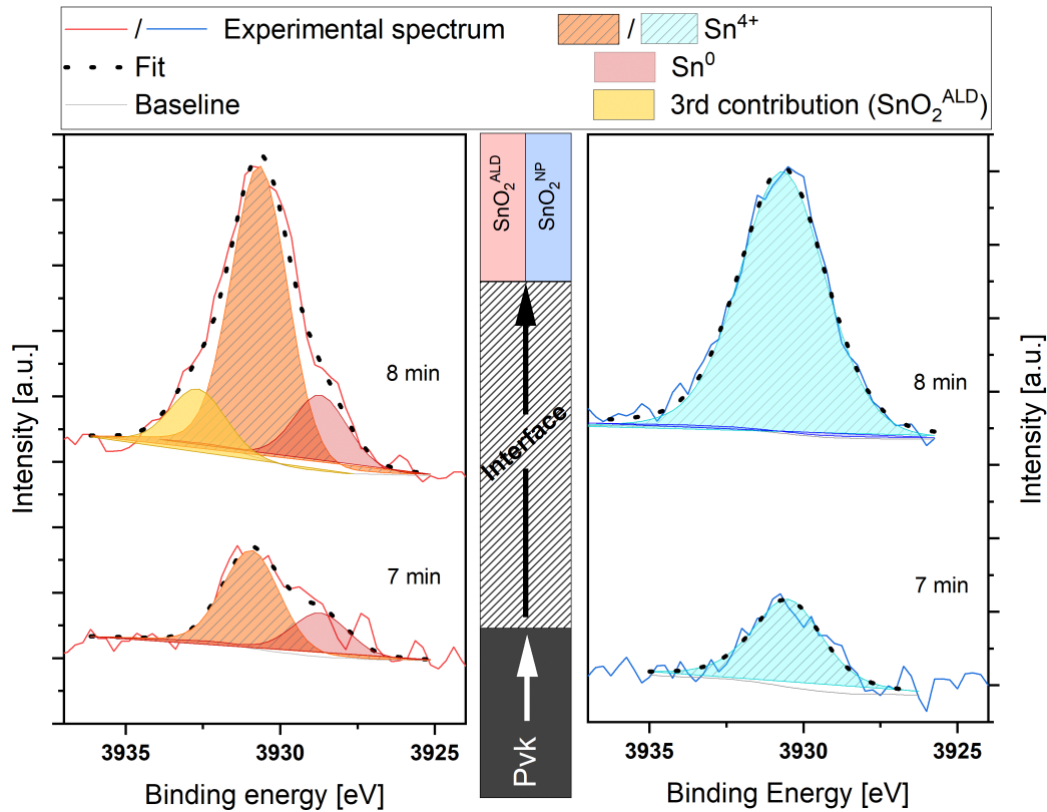 / Experimental spectrum
/ Sn⁴⁺
Fit
Sn⁰
Baseline
3rd contribution (SnO₂ᴬᴸᴰ)
Intensity [a.u.]
8 min
7 min
3935 3930 3925
Binding energy [eV]
SnO₂ᴬᴸᴰ
SnO₂ᴺᴾ
Interface
Pvk
8 min
7 min
3935 3930 3925
Binding Energy [eV]
Intensity [a.u.]